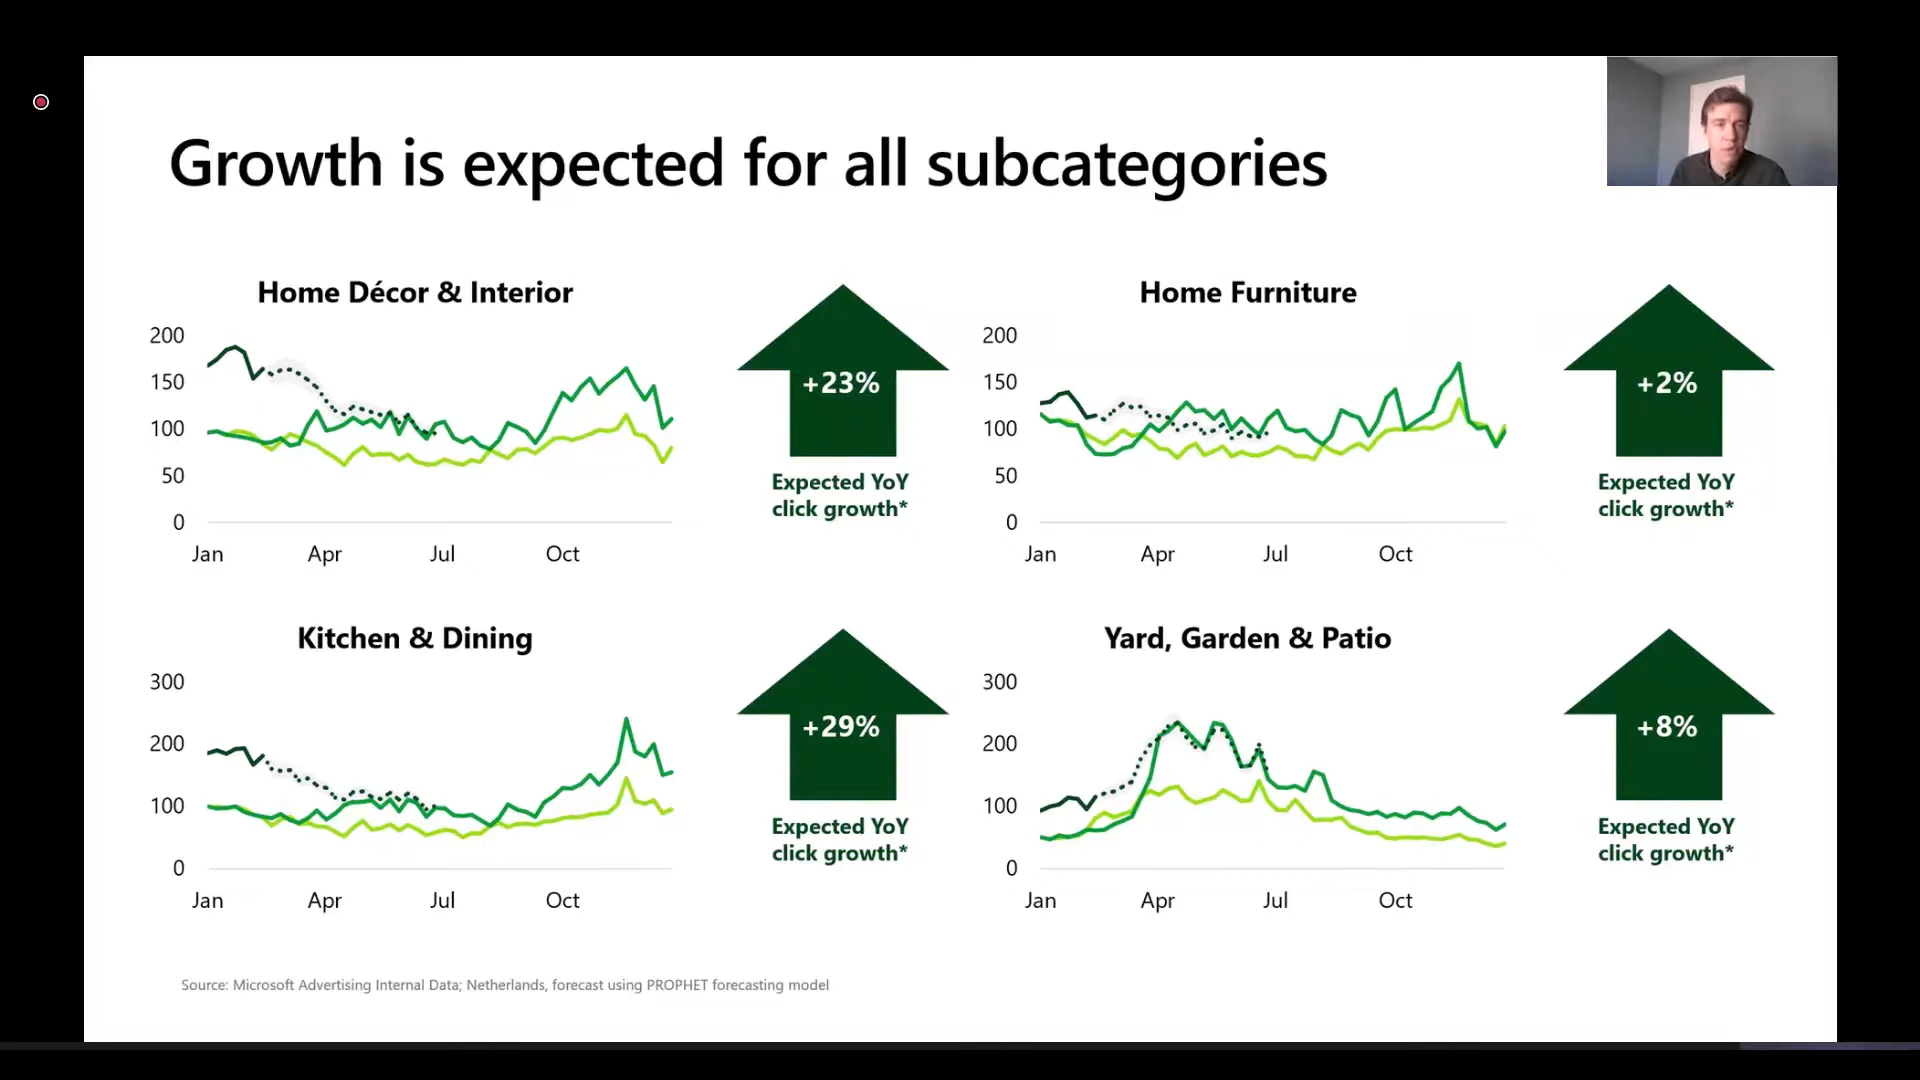 Growth is expected for all subcategories
Home Décor & Interior
200
150
100
50
0
Jan Apr Jul Oct
+23%
Expected YoY
click growth*
Home Furniture
200
150
100
50
0
Jan Apr Jul Oct
+2%
Expected YoY
click growth*
Kitchen & Dining
300
200
100
0
Jan Apr Jul Oct
+29%
Expected YoY
click growth*
Yard, Garden & Patio
300
200
100
0
Jan Apr Jul Oct
+8%
Expected YoY
click growth*
Source: Microsoft Advertising Internal Data; Netherlands, forecast using PROPHET forecasting model